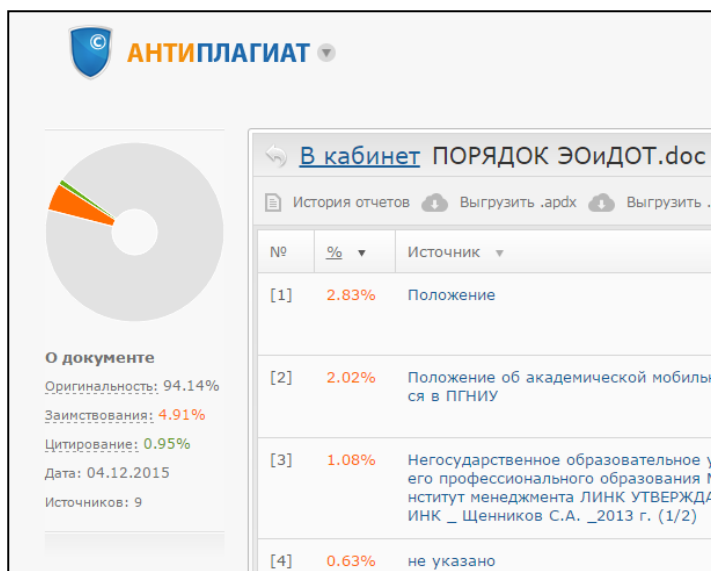 ©
АНТИПЛАГИАТ
В кабинет ПОРЯДОК ЭОиДОТ.doc
История отчетов Выгрузить .apdx Выгрузить .
№ % Источник
[1] 2.83% Положение
[2] 2.02% Положение об академической мобильн
ся в ПГНИУ
[3] 1.08% Негосударственное образовательное у
его профессионального образования М
нститут менеджмента ЛИНК УТВЕРЖДА
ИНК _ Щенников С.А. _2013 г. (1/2)
[4] 0.63% не указано
О документе
Оригинальность: 94.14%
Заимствования: 4.91%
Цитирование: 0.95%
Дата: 04.12.2015
Источников: 9